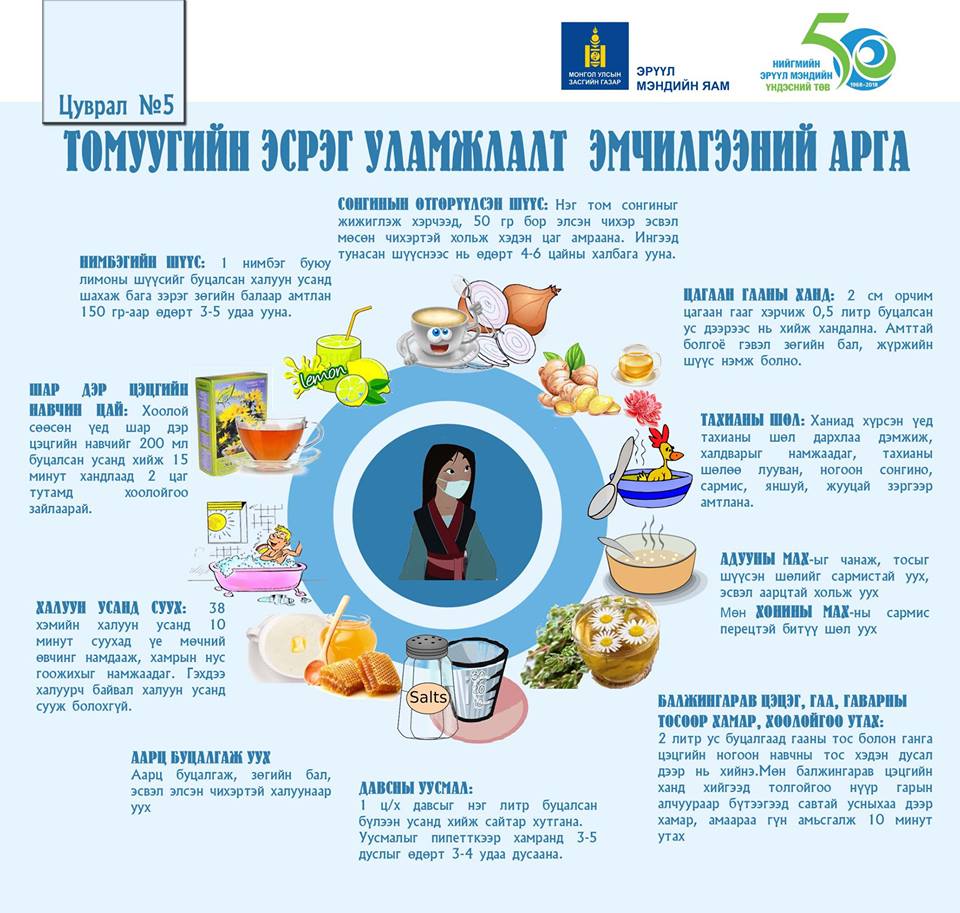 Цуврал №5
МОНГОЛ УЛСЫН
ЗАСГИЙН ГАЗАР
ЭРҮҮЛ
МЭНДИЙН ЯАМ
50
НИЙГМИЙН
ЭРҮҮЛ МЭНДИЙН
ҮНДЭСНИЙ ТӨВ
1968-2018
ТОМУУГИЙН ЭСРЭГ УЛАМЖЛАЛТ ЭМЧИЛГЭЭНИЙ АРГА
СОНГИНЫН ӨТГӨРҮҮЛСЭН ШҮҮС: Нэг том сонгиныг
жижиглэж хэрчээд, 50 гр бор элсэн чихэр эсвэл
мөсөн чихэртэй хольж хэдэн цаг амраана. Ингээд
тунасан шүүснээс нь өдөрт 4-6 цайны халбага ууна.
НИМБЭГИЙН ШҮҮС: 1 нимбэг буюу
лимоны шүүсийг буцалсан халуун усанд
шахаж бага зэрэг зөгийн балаар амтлан
150 гр-аар өдөрт 3-5 удаа ууна.
ЦАГААН ГААНЫ ХАНД: 2 см орчим
цагаан гааг хэрчиж 0,5 литр буцалсан
ус дээрээс нь хийж хандална. Амттай
болгоё гэвэл зөгийн бал, жүржийн
шүүс нэмж болно.
lemon
ШАР ДЭР ЦЭЦГИЙН
НАВЧИН ЦАЙ: Хоолой
сөөсөн үед шар дэр
цэцгийн навчийг 200 мл
буцалсан усанд хийж 15
минут хандлаад 2 цаг
тутамд хоолойгоо
зайлаарай.
ТАХИАНЫ ШӨЛ: Ханиад хүрсэн үед
тахианы шөл дархлаа дэмжиж,
халдварыг намжаадаг, тахианы
шөлөө лууван, ногоон сонгино,
сармис, яншуй, жууцай зэргээр
амтлана.
АДУУНЫ МАХ-ыг чанаж, тосыг
шүүсэн шөлийг сармистай уух,
эсвэл аарцтай хольж уух
Мөн ХОНИНЫ МАХ-ны сармис
перецтэй битүү шөл уух
ХАЛУУН УСАНД СУУХ: 38
хэмийн халуун усанд 10
минут суухад үе мөчний
өвчинг намдааж, хамрын нус
гоожихыг намжаадаг. Гэхдээ
халуурч байвал халуун усанд
сууж болохгүй.
Salts
БАЛЖИНГАРАВ ЦЭЦЭГ, ГАА, ГАВАРНЫ
ТОСООР ХАМАР, ХООЛОЙГОО УТАХ:
2 литр ус буцалгаад гааны тос болон ганга
цэцгийн ногоон навчны тос хэдэн дусал
дээр нь хийнэ.Мөн балжингарав цэцгийн
ханд хийгээд толгойгоо нүүр гарын
алчуураар бүтээгээд савтай усныхаа дээр
хамар, амаараа гүн амьсгалж 10 минут
утах
ААРЦ БУЦАЛГАЖ УУХ
Аарц буцалгаж, зөгийн бал,
эсвэл элсэн чихэртэй халуунаар
уух
ДАВСНЫ УУСМАЛ:
1 ц/х давсыг нэг литр буцалсан
бүлээн усанд хийж сайтар хутгана.
Уусмалыг пипетткээр хамранд 3-5
дуслыг өдөрт 3-4 удаа дусаана.